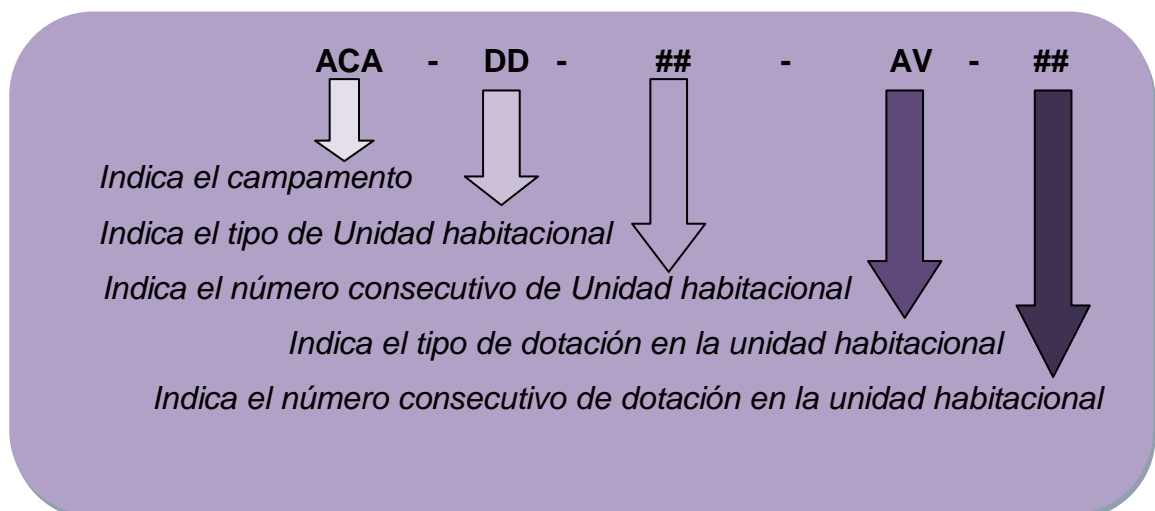 ACA - DD - ## - AV - ##
Indica el campamento
Indica el tipo de Unidad habitacional
Indica el número consecutivo de Unidad habitacional
Indica el tipo de dotación en la unidad habitacional
Indica el número consecutivo de dotación en la unidad habitacional